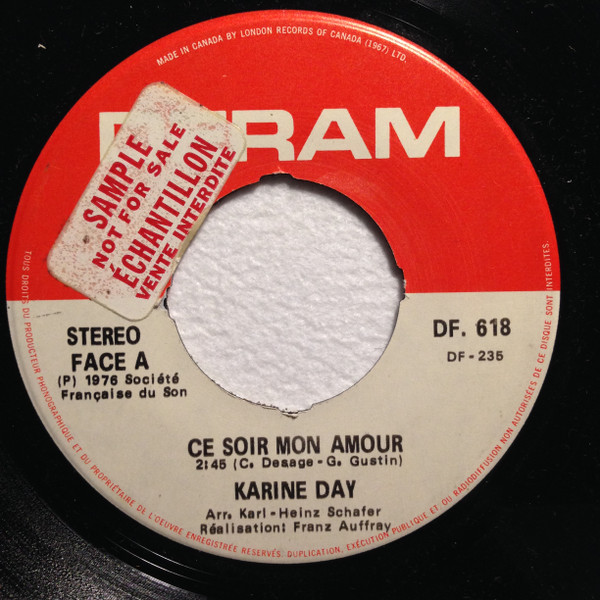 MADE IN CANADA BY LONDON RECORDS OF CANADA (1967) LTD.
RAM
SAMPLE
NOT FOR SALE
ÉCHANTILLON
VENTE INTERDITE
STEREO
FACE A
(P) 1976 Société
Française du Son
DF. 618
DF-235
CE SOIR MON AMOUR
2:45 (C. Desage-G. Gustin)
KARINE DAY
Arr. Karl-Heinz Schafer
Réalisation: Franz Auffray
TOUS DROITS DU PRODUCTEUR PHONOGRAPHIQUE ET DU PROPRIÉTAIRE DE L'OEUVRE ENREGISTRÉE RÉSERVÉS. DUPLICATION, EXÉCUTION PUBLIQUE ET OU RADIODIFFUSION NON AUTORISÉES DE CE DISQUE SONT INTERDITES